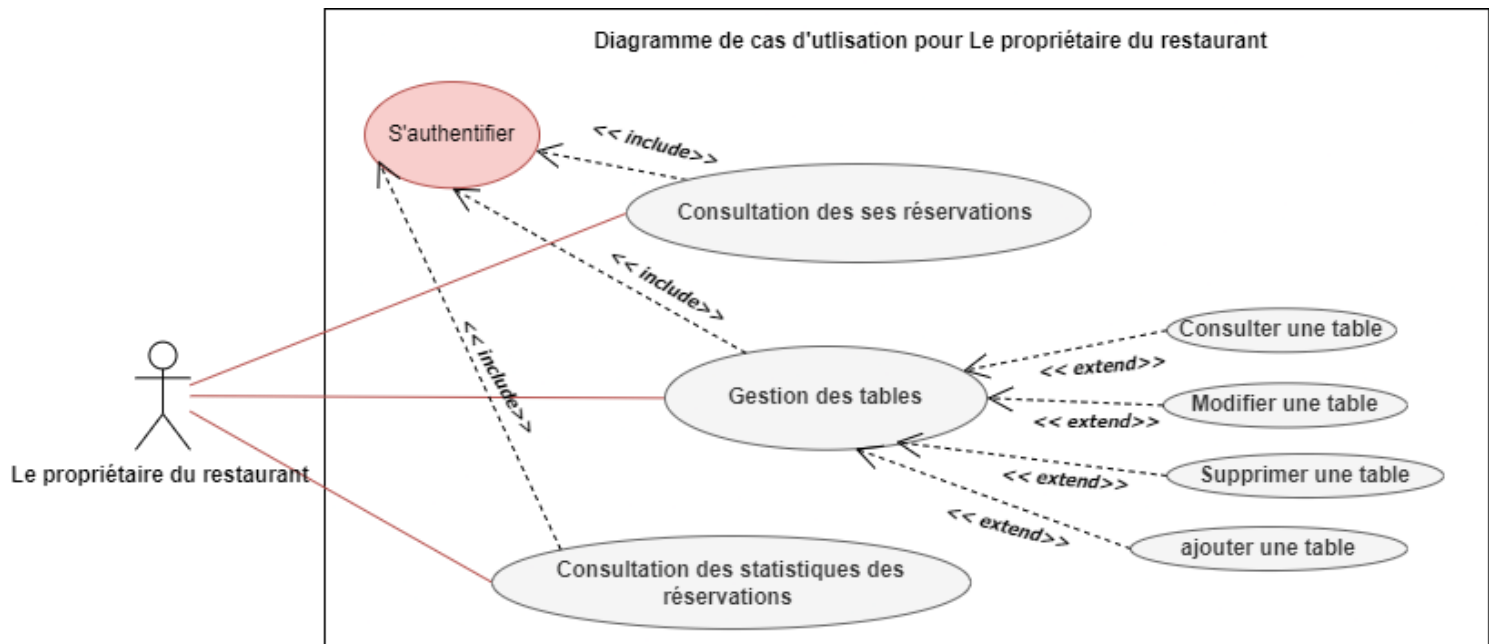 Diagramme de cas d'utlisation pour Le propriétaire du restaurant
S'authentifier
<< include>>
Consultation des ses réservations
<< include>>
<< include>>
Consulter une table
<< extend>>
Gestion des tables
Modifier une table
<< extend>>
Le propriétaire du restaurant
Supprimer une table
<< extend>>
<< extend>>
ajouter une table
Consultation des statistiques des
réservations